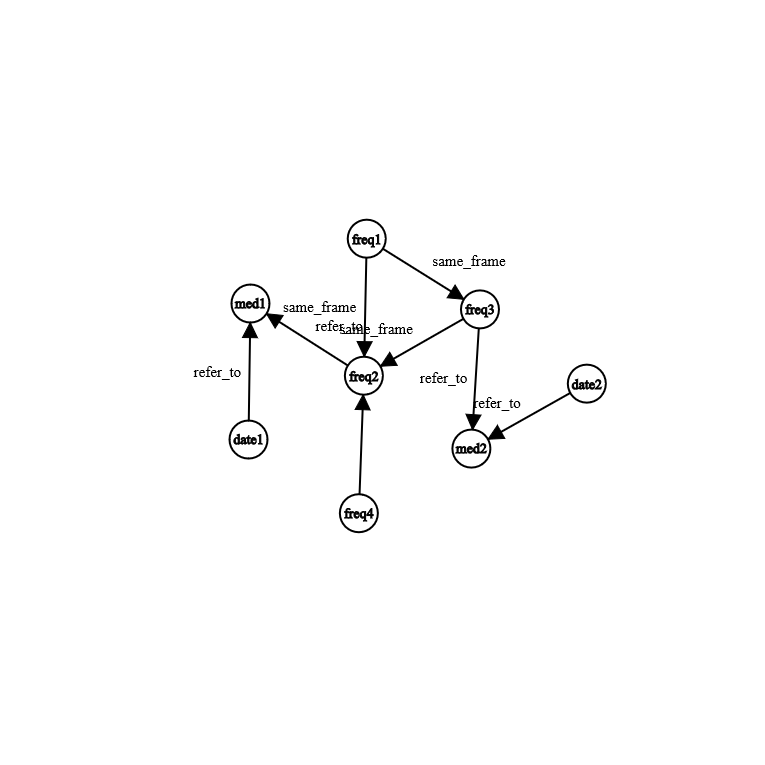 freq1
same_frame
med1
same_frame
freq3
refer_to
same_frame
refer_to
freq2
refer_to
date2
refer_to
date1
med2
freq4